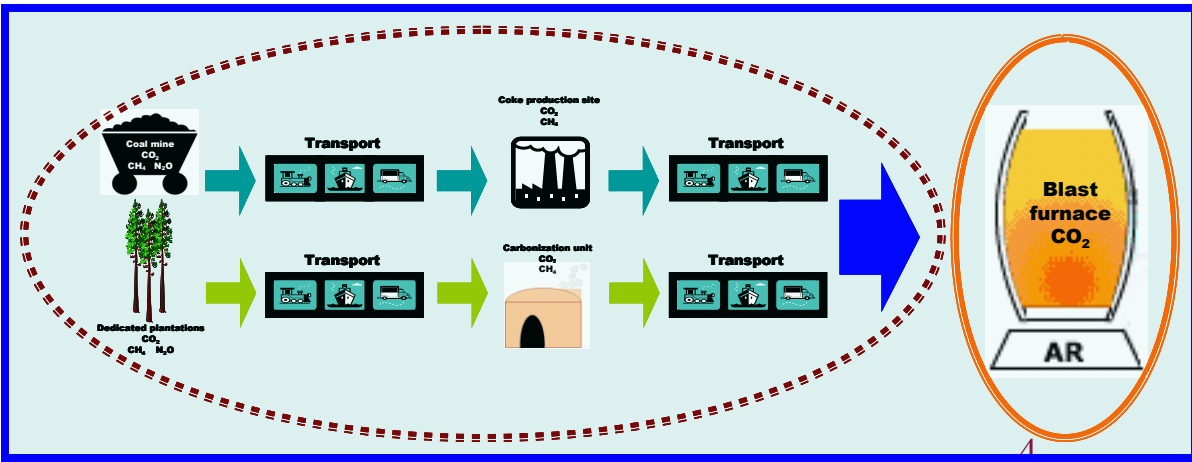 Coal mine
CO₂
CH₄ N₂O
Transport
Coke production site
CO₂
CH₄
Transport
Dedicated plantations
CO₂
CH₄ N₂O
Transport
Carbonization unit
CO₂
CH₄
Transport
Blast
furnace
CO₂
AR
4